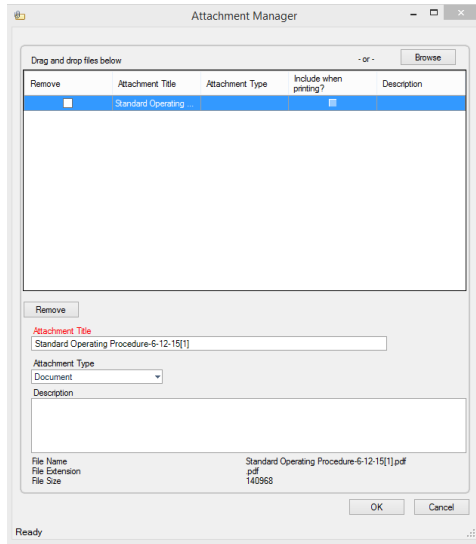 Attachment Manager
Drag and drop files below
- or -
Browse
Remove
Attachment Title
Attachment Type
Include when
printing?
Description
Standard Operating ...
Remove
Attachment Title
Standard Operating Procedure-6-12-15[1]
Attachment Type
Document
Description
File Name
Standard Operating Procedure-6-12-15[1].pdf
File Extension
.pdf
File Size
140968
OK
Cancel
Ready